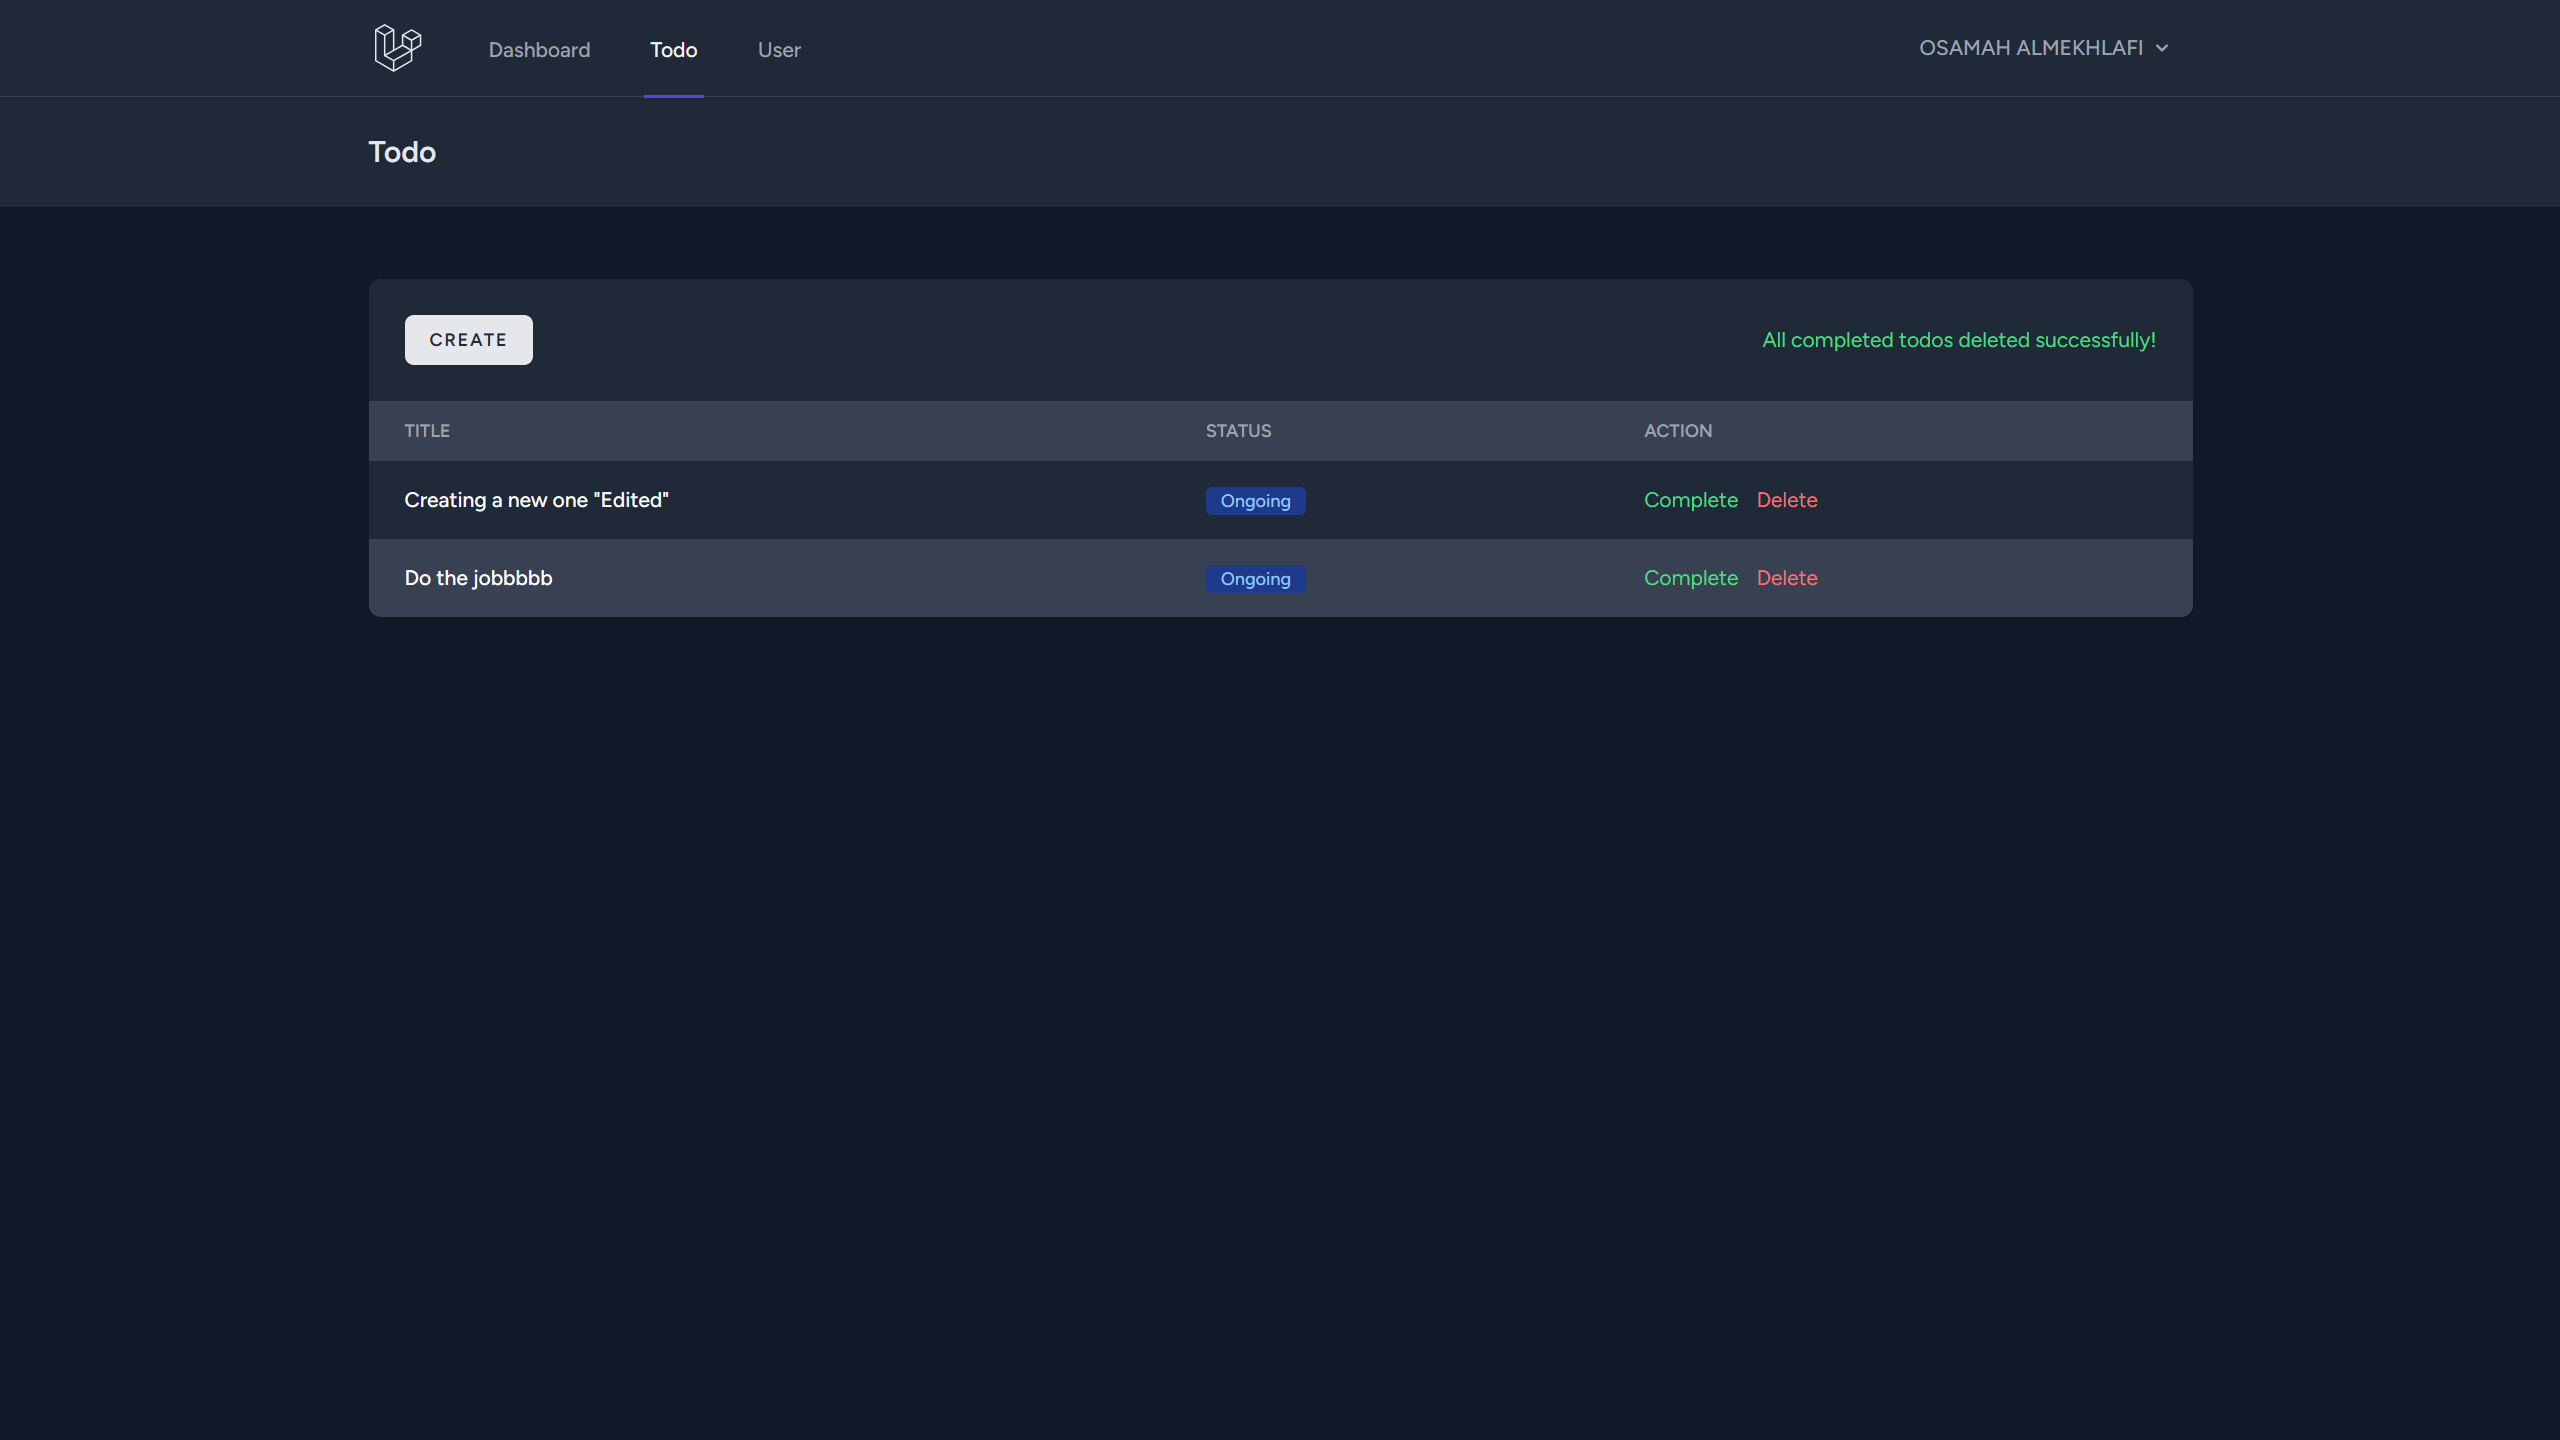 Dashboard Todo User OSAMAH ALMEKHLAFI
Todo
CREATE All completed todos deleted successfully!
TITLE STATUS ACTION
Creating a new one "Edited" Ongoing Complete Delete
Do the jobbbbb Ongoing Complete Delete